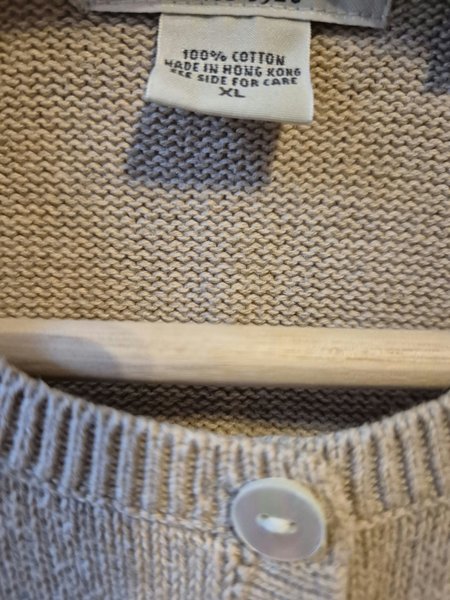 100% COTTON
MADE IN HONG KONG
SEE SIDE FOR CARE
XL